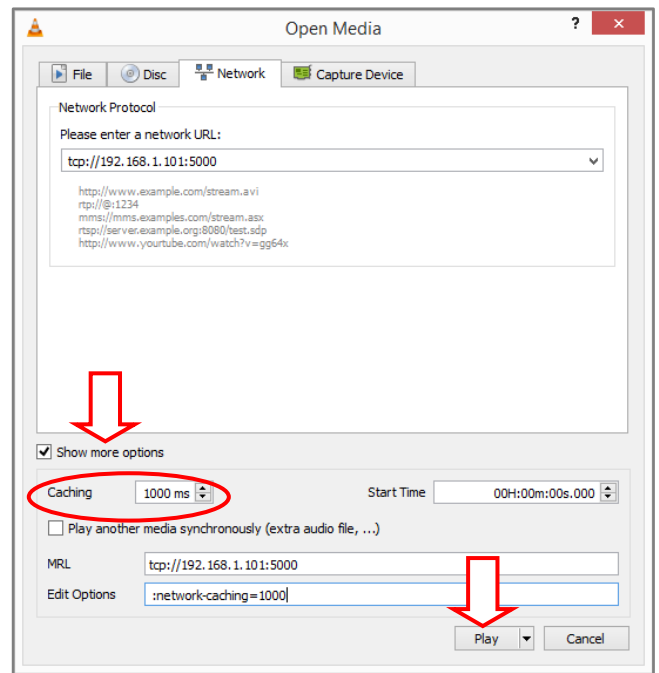 Open Media
? ×
File Disc Network Capture Device
Network Protocol
Please enter a network URL:
tcp://192.168.1.101:5000
http://www.example.com/stream.avi
rtp://@:1234
mms://mms.examples.com/stream.asx
rtsp://server.example.org:8080/test.sdp
http://www.yourtube.com/watch?v=gg64x
Show more options
Caching 1000 ms Start Time 00H:00m:00s.000
Play another media synchronously (extra audio file, ...)
MRL tcp://192.168.1.101:5000
Edit Options :network-caching=1000
Play Cancel